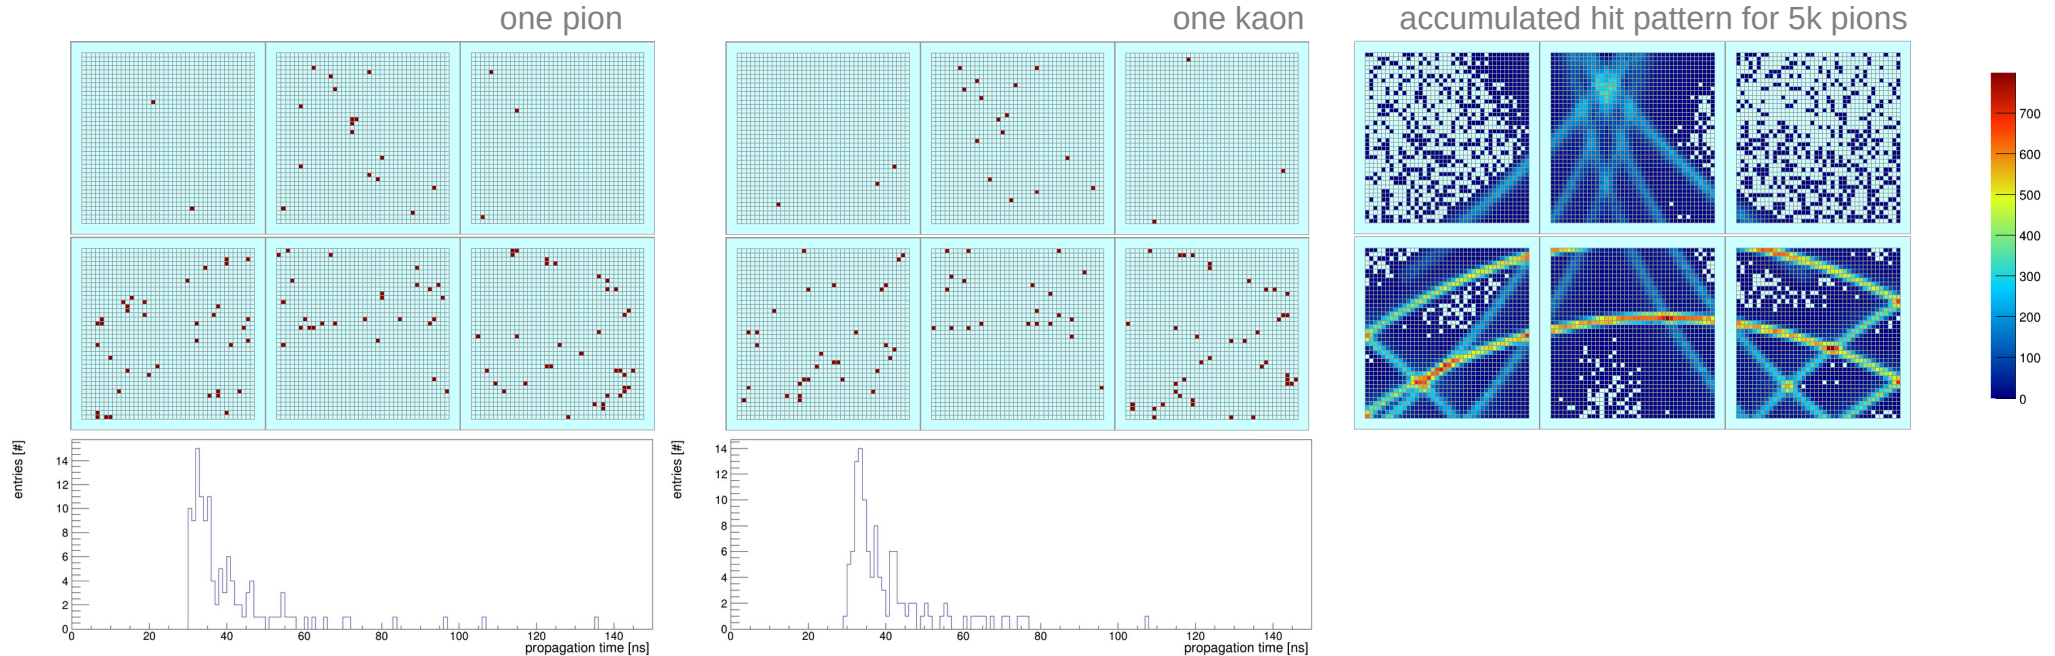 one pion
one kaon
accumulated hit pattern for 5k pions
700
600
500
400
300
200
100
0
entries [#]
14
12
10
8
6
4
2
0
0 20 40 60 80 100 120 140
propagation time [ns]
entries [#]
14
12
10
8
6
4
2
0
0 20 40 60 80 100 120 140
propagation time [ns]